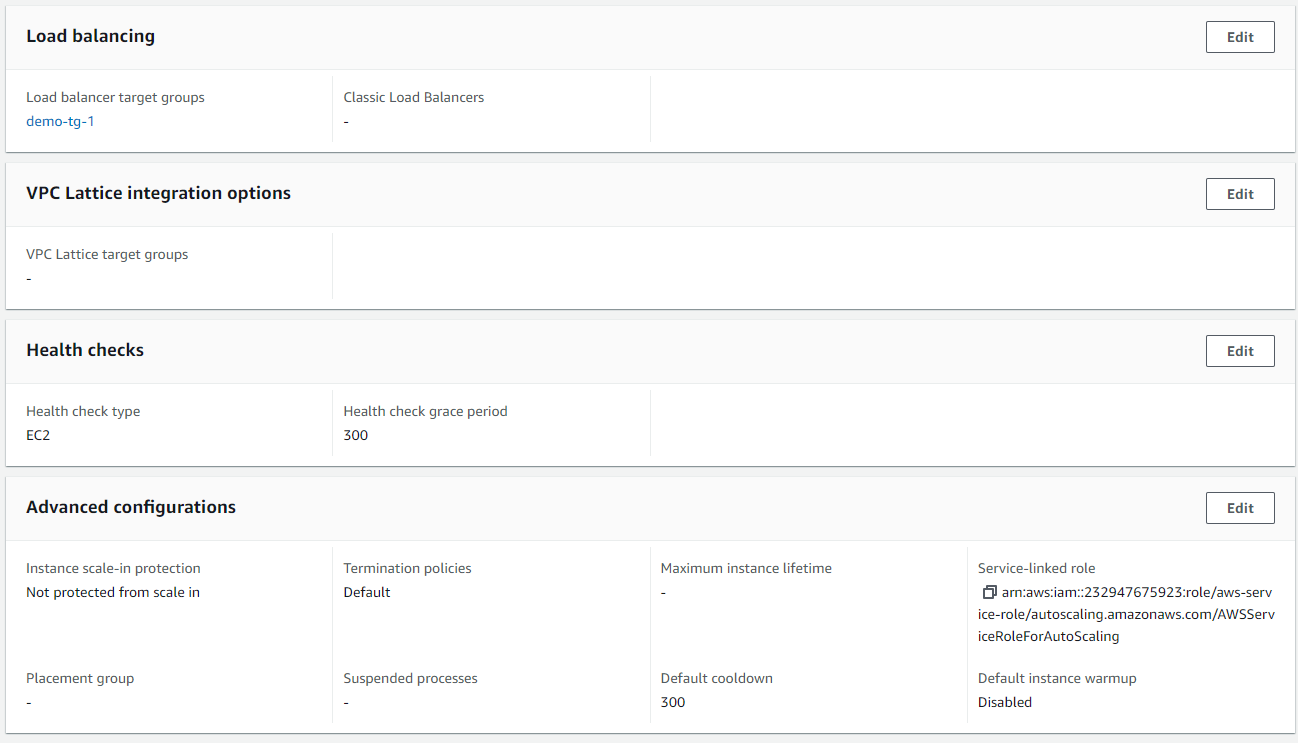 Load balancing
Edit
Load balancer target groups
demo-tg-1
Classic Load Balancers
-
VPC Lattice integration options
Edit
VPC Lattice target groups
-
Health checks
Edit
Health check type
EC2
Health check grace period
300
Advanced configurations
Edit
Instance scale-in protection
Not protected from scale in
Termination policies
Default
Maximum instance lifetime
-
Service-linked role
arn:aws:iam::232947675923:role/aws-serv
ice-role/autoscaling.amazonaws.com/AWSServ
iceRoleForAutoScaling
Placement group
-
Suspended processes
-
Default cooldown
300
Default instance warmup
Disabled